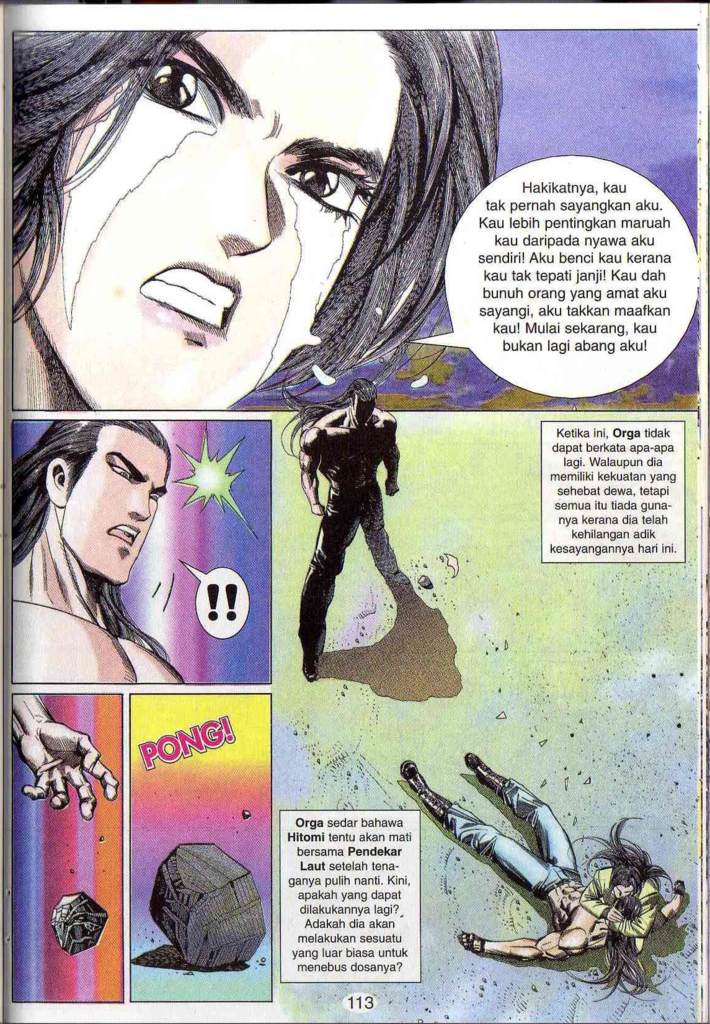 Hakikatnya, kau
tak pernah sayangkan aku.
Kau lebih pentingkan maruah
kau daripada nyawa aku
sendiri! Aku benci kau kerana
kau tak tepati janji! Kau dah
bunuh orang yang amat aku
sayangi, aku takkan maafkan
kau! Mulai sekarang, kau
bukan lagi abang aku!
Ketika ini, Orga tidak
dapat berkata apa-apa
lagi. Walaupun dia
memiliki kekuatan yang
sehebat dewa, tetapi
semua itu tiada guna-
nya kerana dia telah
kehilangan adik
kesayangannya hari ini.
!!
PONG!
Orga sedar bahawa
Hitomi tentu akan mati
bersama Pendekar
Laut setelah tena-
ganya pulih nanti. Kini,
apakah yang dapat
dilakukannya lagi?
Adakah dia akan
melakukan sesuatu
yang luar biasa untuk
menebus dosanya?
113